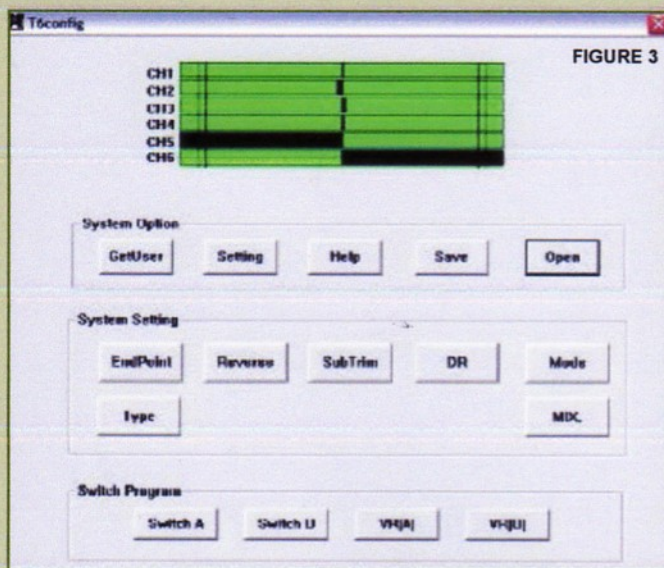 T6config
FIGURE 3
CH1
CH2
CH3
CH4
CH5
CH6
System Option
GetUser Setting Help Save Open
System Setting
EndPoint Reverse SubTrim DR Mode
Type MIX.
Switch Program
Switch A Switch